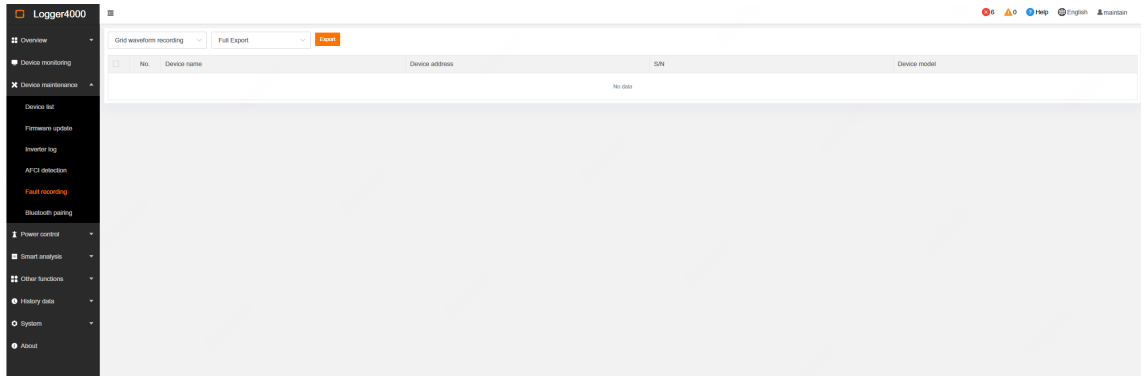 Logger4000
6 0 Help English maintain
Overview
Device monitoring
Device maintenance
Device list
Firmware update
Inverter log
AFCI detection
Fault recording
Bluetooth pairing
Power control
Smart analysis
Other functions
History data
System
About
Grid waveform recording Full Export Export
No. Device name Device address S/N Device model
No data